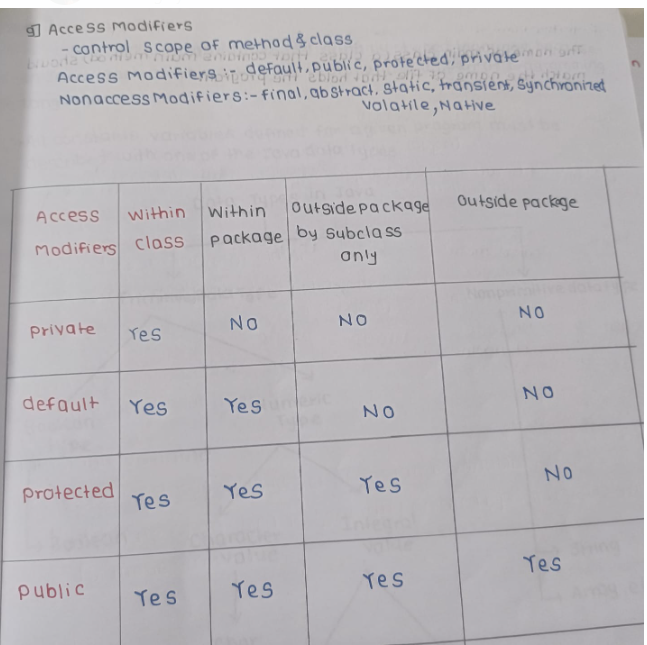 g] Access Modifiers
- control scope of method & class
Access Modifiers :- default, public, protected, private
Nonaccess Modifiers:- final, abstract, static, transient, Synchronized
Volatile, Native
Access Modifiers | Within class | Within package | Outside package by subclass only | Outside package
private | Yes | NO | NO | NO
default | Yes | Yes | NO | NO
protected | Yes | Yes | Yes | NO
public | Yes | Yes | Yes | Yes